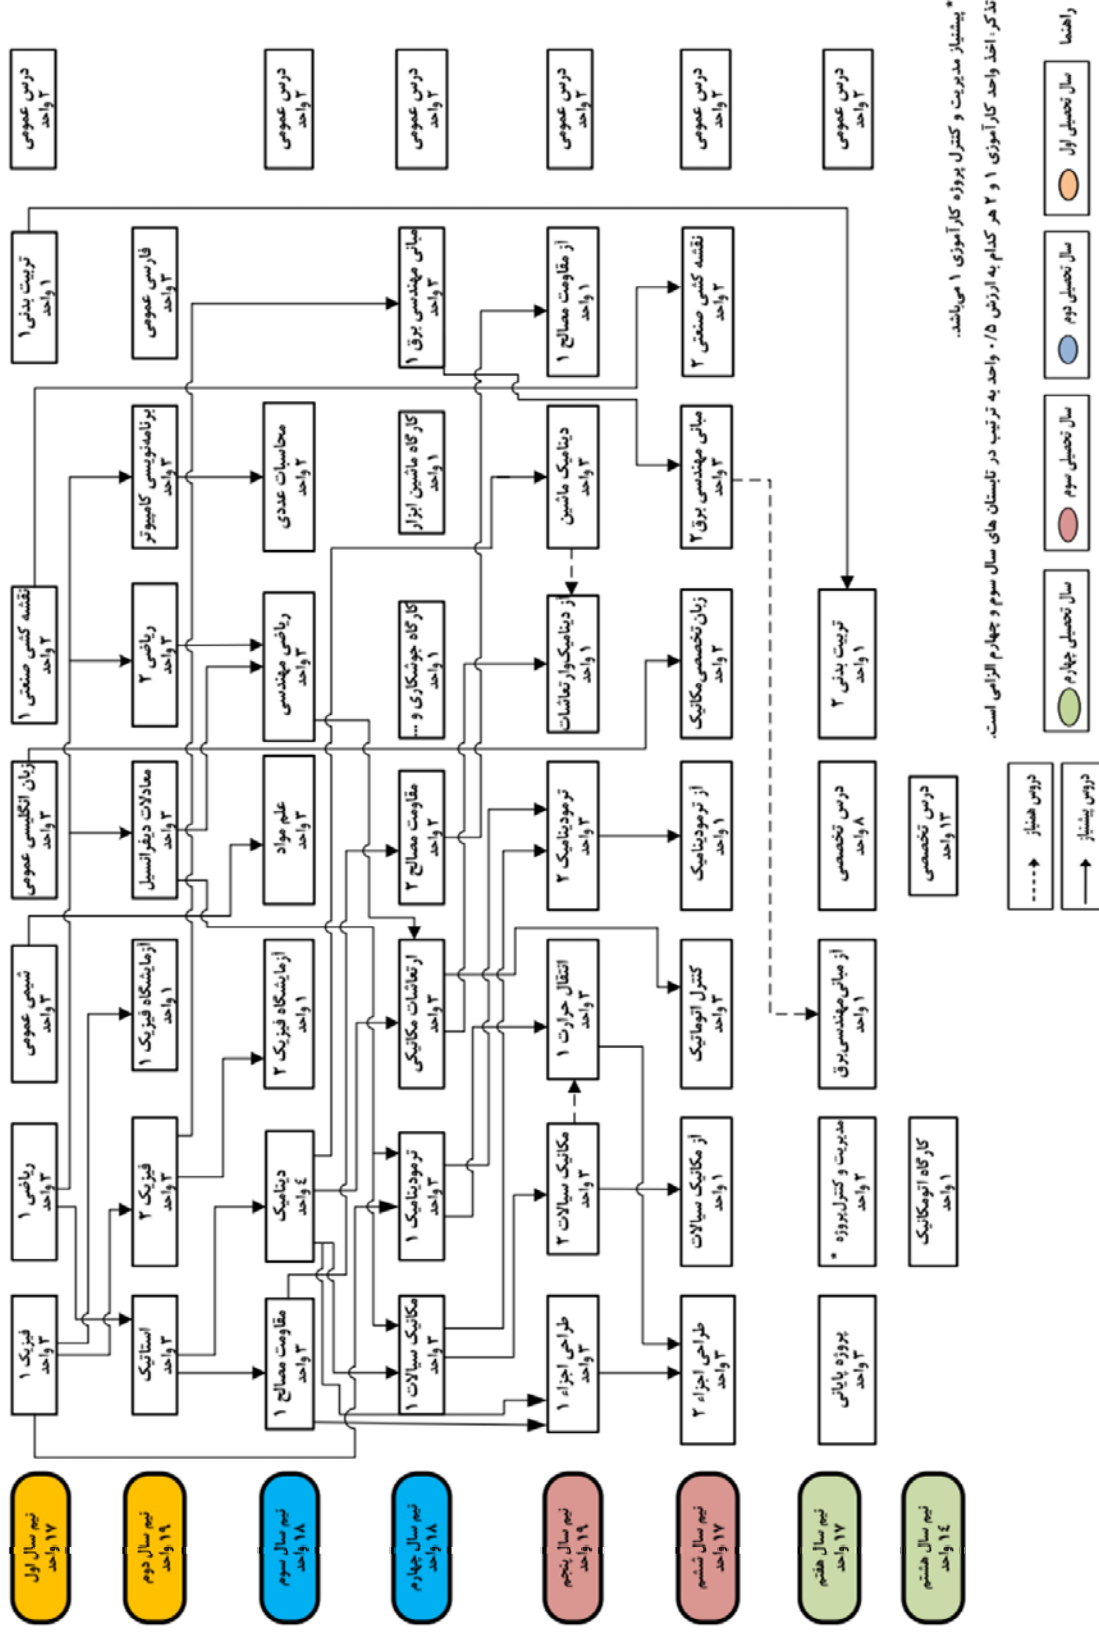 درس عمومی
۲ واحد
تربیت بدنی ۱
۱ واحد
نقشه کشی صنعتی ۱
۲ واحد
زبان انگلیسی عمومی
۳ واحد
شیمی عمومی
۳ واحد
ریاضی ۱
۳ واحد
فیزیک ۱
۳ واحد
نیم سال اول
۱۷ واحد
فارسی عمومی
۳ واحد
برنامه‌نویسی کامپیوتر
۳ واحد
ریاضی ۲
۳ واحد
معادلات دیفرانسیل
۳ واحد
آزمایشگاه فیزیک ۱
۱ واحد
فیزیک ۲
۳ واحد
استاتیک
۳ واحد
نیم سال دوم
۱۹ واحد
درس عمومی
۲ واحد
محاسبات عددی
۲ واحد
ریاضی مهندسی
۳ واحد
علم مواد
۳ واحد
آزمایشگاه فیزیک ۲
۱ واحد
دینامیک
۴ واحد
مقاومت مصالح ۱
۳ واحد
نیم سال سوم
۱۸ واحد
درس عمومی
۲ واحد
مبانی مهندسی برق ۱
۳ واحد
کارگاه ماشین ابزار
۱ واحد
کارگاه جوشکاری و ...
۱ واحد
مقاومت مصالح ۲
۲ واحد
ارتعاشات مکانیکی
۳ واحد
ترمودینامیک ۱
۳ واحد
مکانیک سیالات ۱
۳ واحد
نیم سال چهارم
۱۸ واحد
درس عمومی
۲ واحد
آز مقاومت مصالح ۱
۱ واحد
دینامیک ماشین
۳ واحد
آز دینامیک‌وارتعاشات
۱ واحد
ترمودینامیک ۲
۳ واحد
انتقال حرارت ۱
۳ واحد
مکانیک سیالات ۲
۳ واحد
طراحی اجزاء ۱
۳ واحد
نیم سال پنجم
۱۹ واحد
درس عمومی
۲ واحد
نقشه کشی صنعتی ۲
۲ واحد
مبانی مهندسی برق ۲
۳ واحد
زبان تخصصی‌مکانیک
۲ واحد
آز ترمودینامیک
۱ واحد
کنترل اتوماتیک
۳ واحد
آز مکانیک سیالات
۱ واحد
طراحی اجزاء ۲
۳ واحد
نیم سال ششم
۱۷ واحد
درس عمومی
۲ واحد
تربیت بدنی ۲
۱ واحد
درس تخصصی
۸ واحد
آز مبانی‌مهندسی‌برق
۱ واحد
مدیریت و کنترل‌پروژه *
۲ واحد
پروژه پایانی
۳ واحد
نیم سال هفتم
۱۷ واحد
درس تخصصی
۱۳ واحد
کارگاه اتومکانیک
۱ واحد
نیم سال هشتم
۱۴ واحد
* پیشنیاز مدیریت و کنترل پروژه کارآموزی ۱ می‌باشد.
تذکر: اخذ واحد کارآموزی ۱ و ۲ هر کدام به ارزش ۰/۵ واحد به ترتیب در تابستان های سال سوم و چهارم الزامی است.
راهنما
سال تحصیلی اول
سال تحصیلی دوم
سال تحصیلی سوم
سال تحصیلی چهارم
دروس همنیاز
دروس پیشنیاز